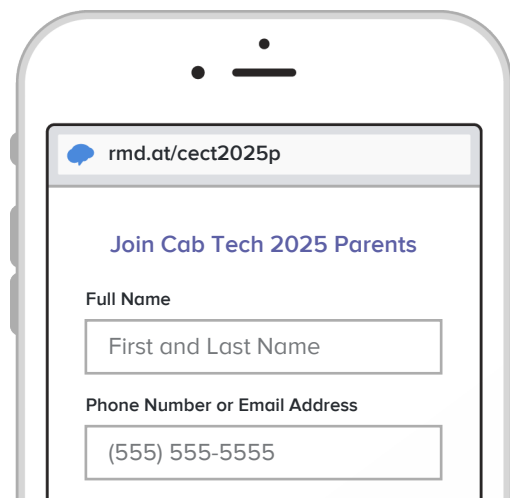 rmd.at/cect2025p
Join Cab Tech 2025 Parents
Full Name
First and Last Name
Phone Number or Email Address
(555) 555-5555